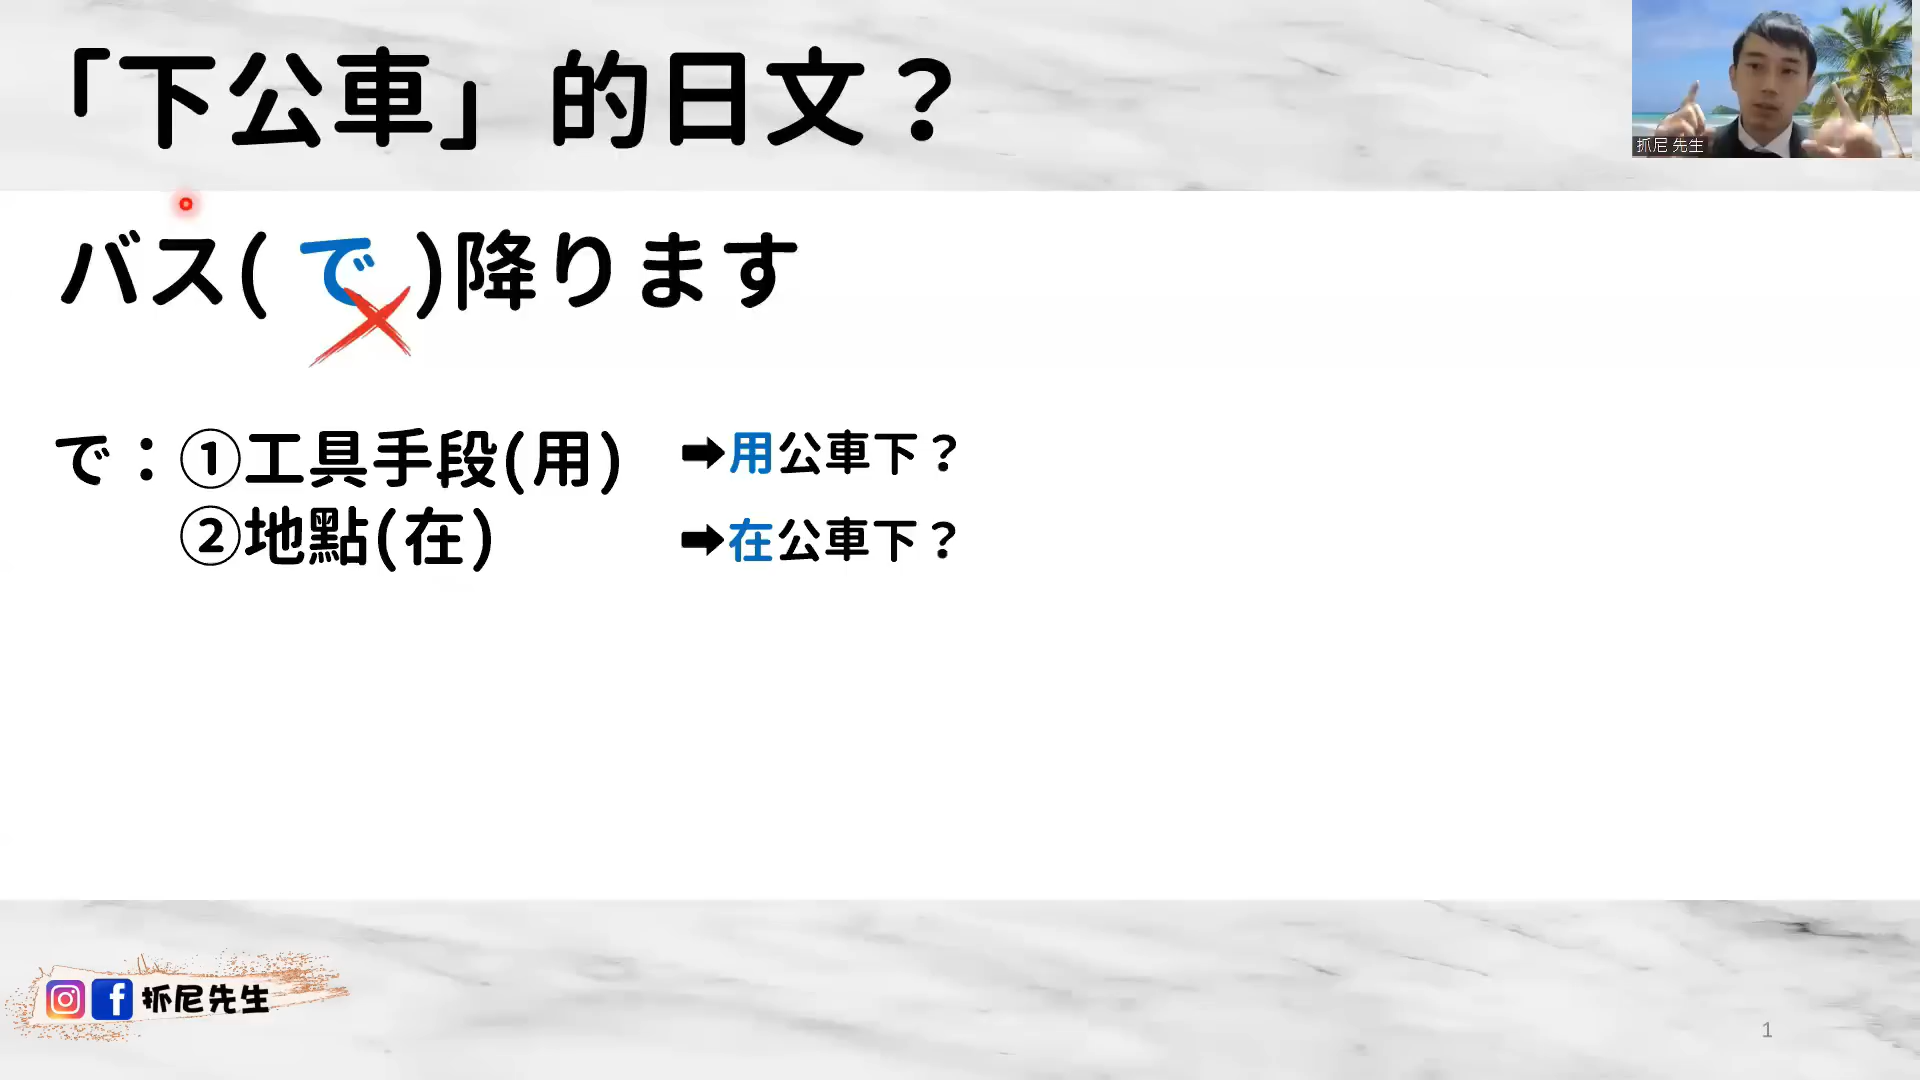 「下公車」的日文？
抓尼 先生
バス( で )降ります
で：①工具手段(用) ➡用公車下？
②地點(在) ➡在公車下？
抓尼先生
1